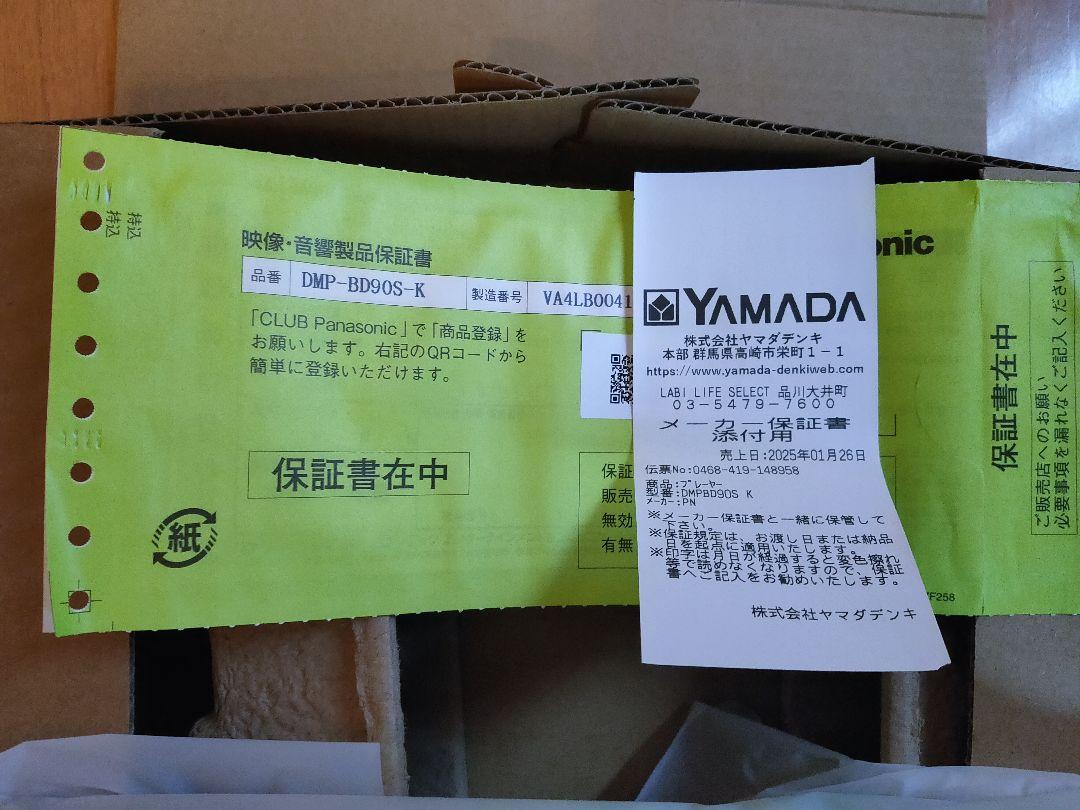 持込
持込
映像・音響製品保証書
品番 DMP-BD90S-K 製造番号 VA4LB0041
「CLUB Panasonic」で「商品登録」を
お願いします。右記のQRコードから
簡単に登録いただけます。
保証書在中
紙
保証
販売
無効
有無
onic
YAMADA
株式会社ヤマダデンキ
本部 群馬県高崎市栄町1-1
https://www.yamada-denkiweb.com
LABI LIFE SELECT 品川大井町
03-5479-7600
メーカー保証書
添付用
売上日:2025年01月26日
伝票No:0468-419-148958
商品:プレーヤー
型番:DMPBD90S K
メーカー:PN
※メーカー保証書と一緒に保管して
下さい。
※保証規定は、お渡し日または納品
日を起点に適用いたします。
※印字は月日が経過すると変色擦れ
等で読めなくなりますので、保証
書へご記入をお勧めいたします。
株式会社ヤマダデンキ
F258
保証書在中
ご販売店へのお願い
必要事項を漏れなくご記入ください